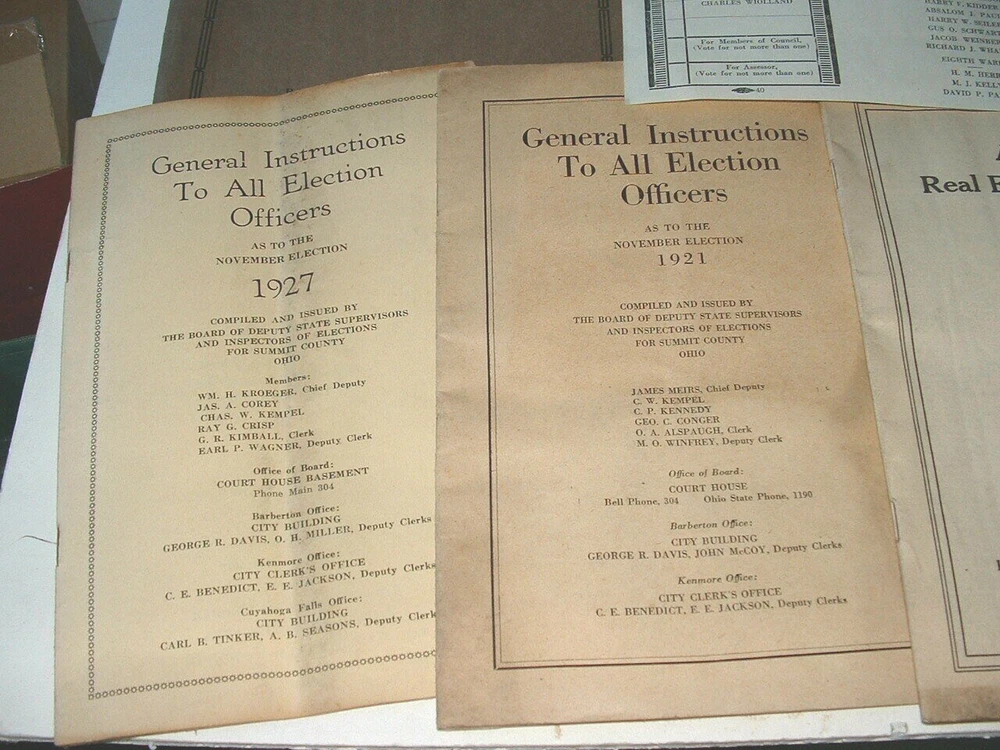 General Instructions
To All Election
Officers
AS TO THE
NOVEMBER ELECTION
1927
COMPILED AND ISSUED BY
THE BOARD OF DEPUTY STATE SUPERVISORS
AND INSPECTORS OF ELECTIONS
FOR SUMMIT COUNTY
OHIO
Members:
WM. H. KROEGER, Chief Deputy
JAS. A. COREY
CHAS. W. KEMPEL
RAY G. CRISP
G. R. KIMBALL, Clerk
EARL P. WAGNER, Deputy Clerk
Office of Board:
COURT HOUSE BASEMENT
Phone Main 304
Barberton Office:
CITY BUILDING
GEORGE R. DAVIS, O. H. MILLER, Deputy Clerks
Kenmore Office:
CITY CLERK'S OFFICE
C. E. BENEDICT, E. E. JACKSON, Deputy Clerks
Cuyahoga Falls Office:
CITY BUILDING
CARL B. TINKER, A. B. SEASONS, Deputy Clerk
General Instructions
To All Election
Officers
AS TO THE
NOVEMBER ELECTION
1921
COMPILED AND ISSUED BY
THE BOARD OF DEPUTY STATE SUPERVISORS
AND INSPECTORS OF ELECTIONS
FOR SUMMIT COUNTY
OHIO
JAMES MEIRS, Chief Deputy
C. W. KEMPEL
C. P. KENNEDY
GEO. C. CONGER
O. A. ALSPAUGH, Clerk
M. O. WINFREY, Deputy Clerk
Office of Board:
COURT HOUSE
Bell Phone, 304 Ohio State Phone, 1190
Barberton Office:
CITY BUILDING
GEORGE R. DAVIS, JOHN McCOY, Deputy Clerks
Kenmore Office:
CITY CLERK'S OFFICE
C. E. BENEDICT, E. E. JACKSON, Deputy Clerks
CHARLES WIOLLAND
For Members of Council,
(Vote for not more than one)
For Assessor,
(Vote for not more than one)
40
HARRY F. KIDDER
ABSALOM J.
HARRY W.
GUS O. SCHWART
JACOB WEINBER
RICHARD J.
EIGHTH WAR
H. M. HER
M. J. KELL
DAVID P. PA
Real